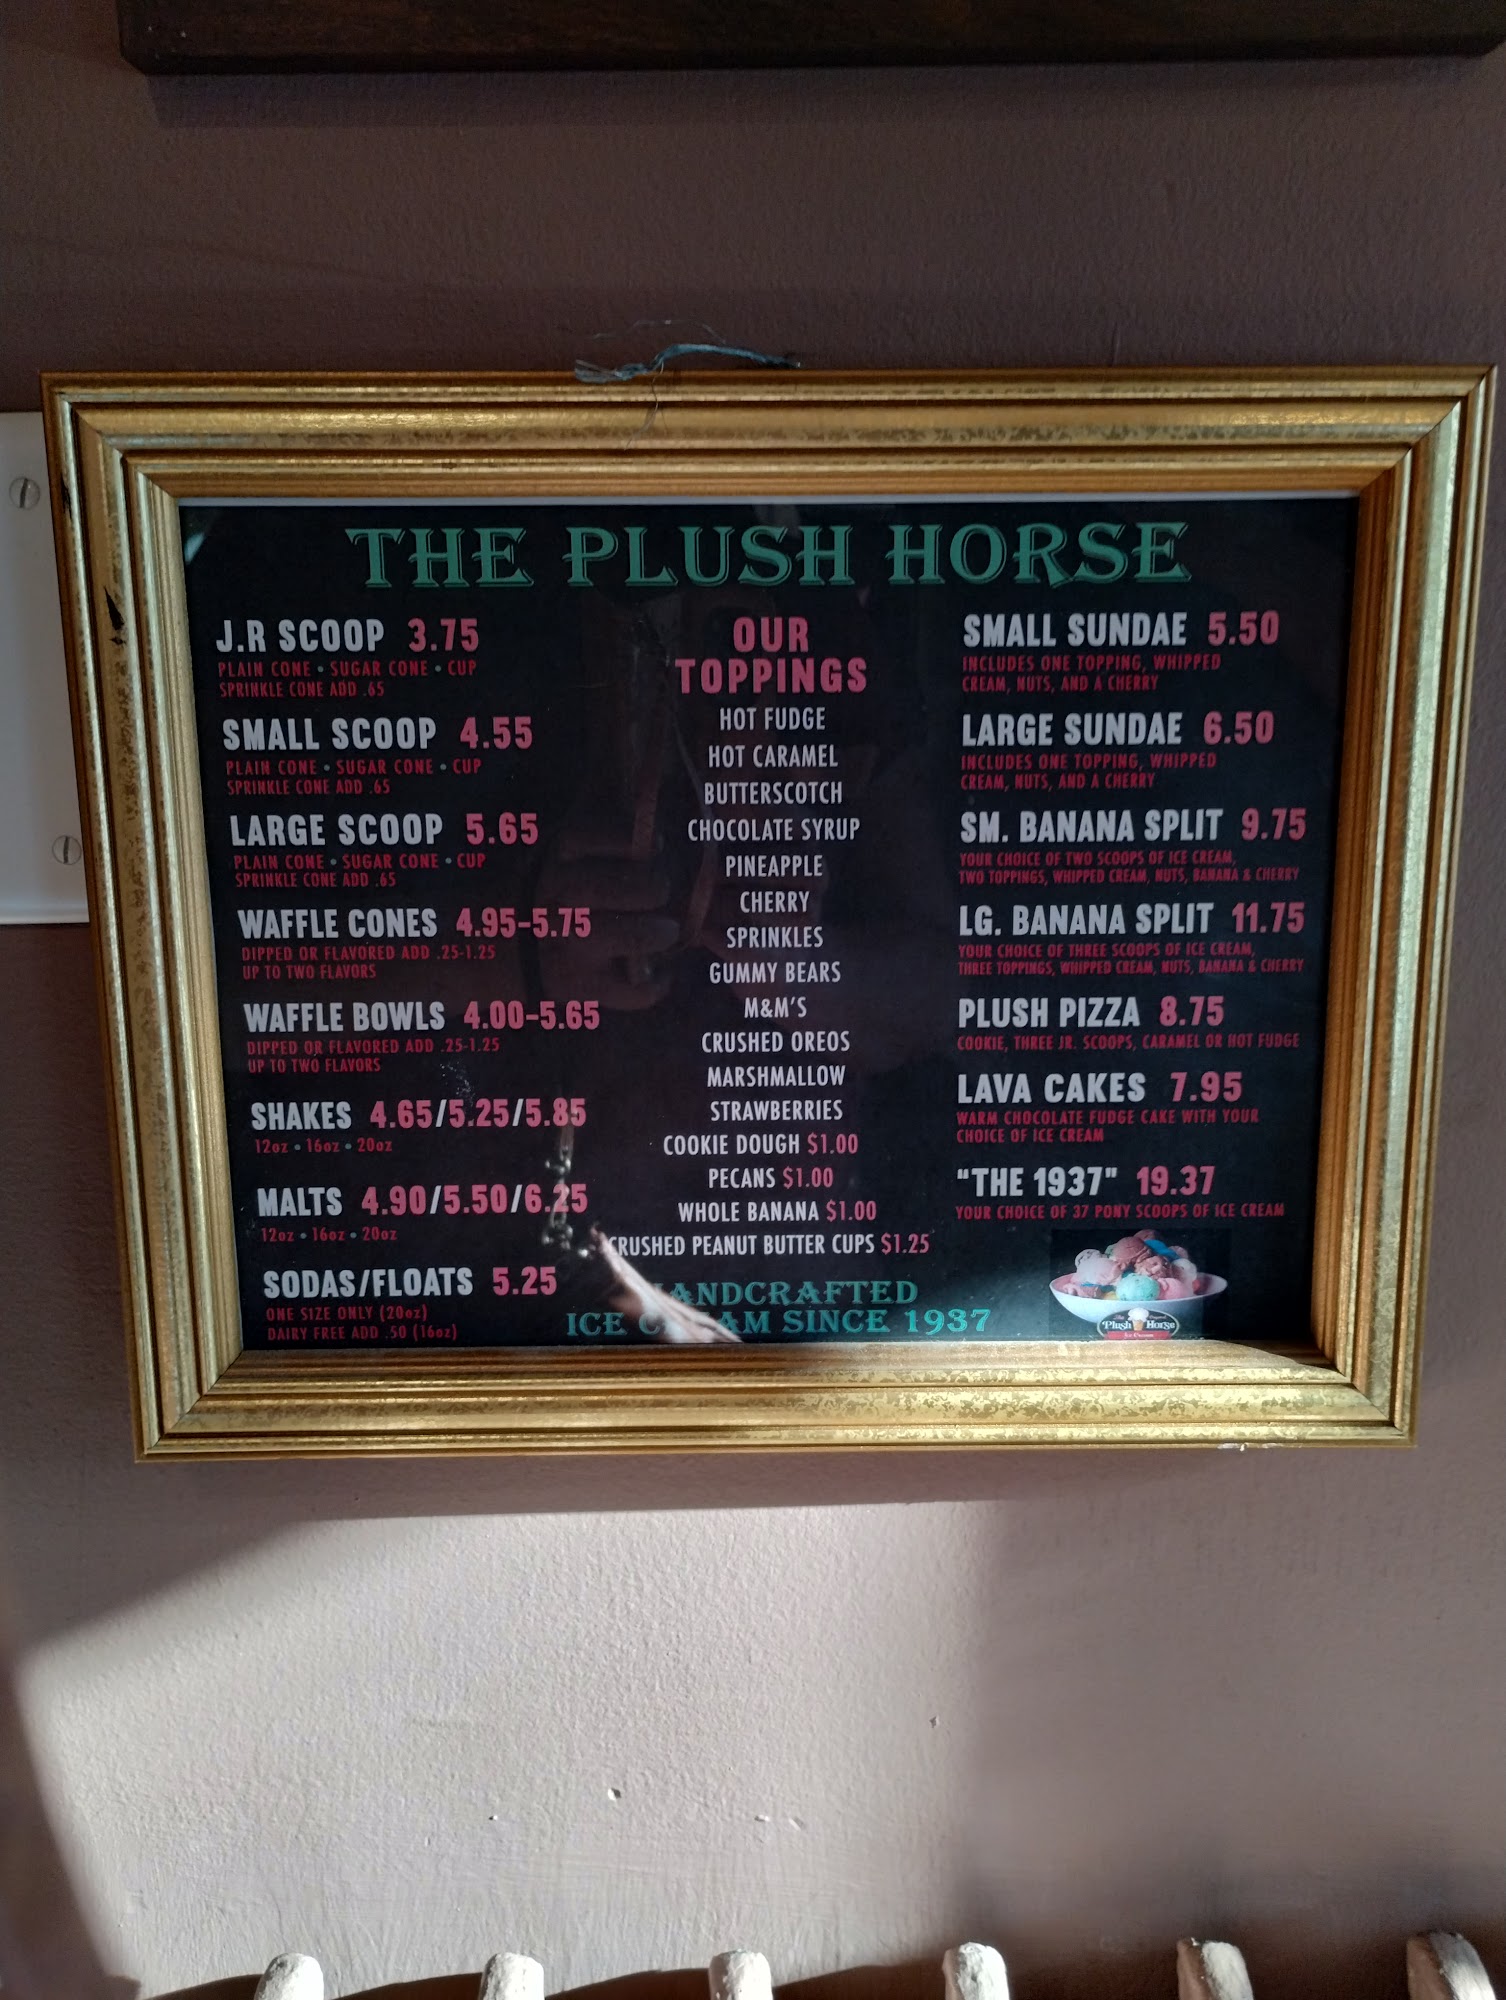 THE PLUSH HORSE
J.R SCOOP 3.75
PLAIN CONE • SUGAR CONE • CUP
SPRINKLE CONE ADD .65
SMALL SCOOP 4.55
PLAIN CONE • SUGAR CONE • CUP
SPRINKLE CONE ADD .65
LARGE SCOOP 5.65
PLAIN CONE • SUGAR CONE • CUP
SPRINKLE CONE ADD .65
WAFFLE CONES 4.95-5.75
DIPPED OR FLAVORED ADD .25-1.25
UP TO TWO FLAVORS
WAFFLE BOWLS 4.00-5.65
DIPPED OR FLAVORED ADD .25-1.25
UP TO TWO FLAVORS
SHAKES 4.65/5.25/5.85
12oz • 16oz • 20oz
MALTS 4.90/5.50/6.25
12oz • 16oz • 20oz
SODAS/FLOATS 5.25
ONE SIZE ONLY (20oz)
DAIRY FREE ADD .50 (16oz)
OUR
TOPPINGS
HOT FUDGE
HOT CARAMEL
BUTTERSCOTCH
CHOCOLATE SYRUP
PINEAPPLE
CHERRY
SPRINKLES
GUMMY BEARS
M&M'S
CRUSHED OREOS
MARSHMALLOW
STRAWBERRIES
COOKIE DOUGH $1.00
PECANS $1.00
WHOLE BANANA $1.00
CRUSHED PEANUT BUTTER CUPS $1.25
HANDCRAFTED
ICE CREAM SINCE 1937
SMALL SUNDAE 5.50
INCLUDES ONE TOPPING, WHIPPED
CREAM, NUTS, AND A CHERRY
LARGE SUNDAE 6.50
INCLUDES ONE TOPPING, WHIPPED
CREAM, NUTS, AND A CHERRY
SM. BANANA SPLIT 9.75
YOUR CHOICE OF TWO SCOOPS OF ICE CREAM,
TWO TOPPINGS, WHIPPED CREAM, NUTS, BANANA & CHERRY
LG. BANANA SPLIT 11.75
YOUR CHOICE OF THREE SCOOPS OF ICE CREAM,
THREE TOPPINGS, WHIPPED CREAM, NUTS, BANANA & CHERRY
PLUSH PIZZA 8.75
COOKIE, THREE JR. SCOOPS, CARAMEL OR HOT FUDGE
LAVA CAKES 7.95
WARM CHOCOLATE FUDGE CAKE WITH YOUR
CHOICE OF ICE CREAM
"THE 1937" 19.37
YOUR CHOICE OF 37 PONY SCOOPS OF ICE CREAM
Plush Horse
Ice Cream